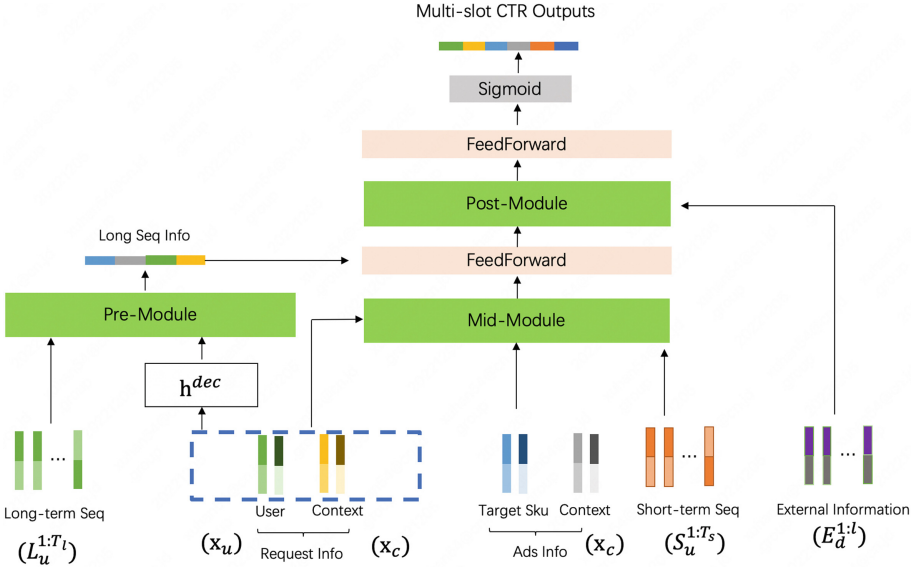 Multi-slot CTR Outputs
Sigmoid
FeedForward
Post-Module
Long Seq Info
FeedForward
Pre-Module
Mid-Module
h^{dec}
...
...
...
Long-term Seq
User
Context
Target Sku
Context
Short-term Seq
External Information
(L_u^{1:T_l})
(x_u)
Request Info
(x_c)
Ads Info
(x_c)
(S_u^{1:T_s})
(E_d^{1:l})